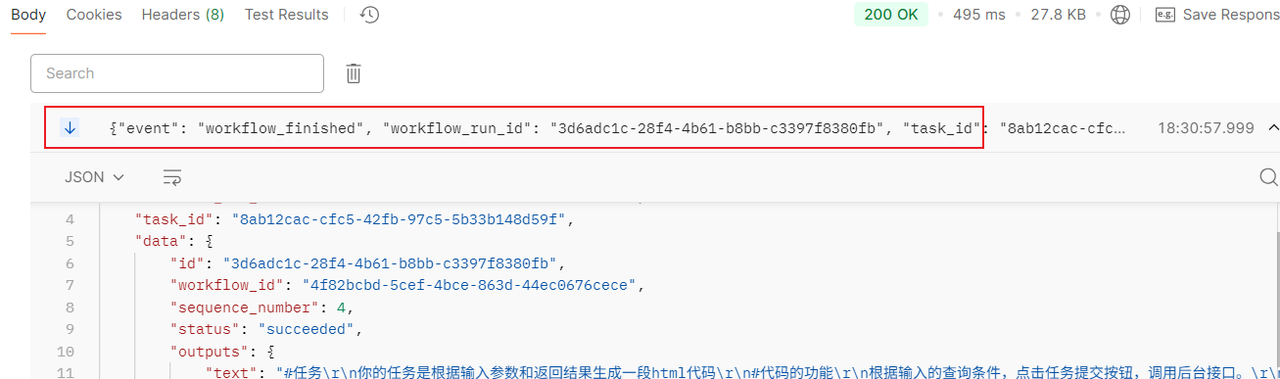 Body Cookies Headers (8) Test Results 200 OK • 495 ms • 27.8 KB • e.g. Save Respons
Search
{"event": "workflow_finished", "workflow_run_id": "3d6adc1c-28f4-4b61-b8bb-c3397f8380fb", "task_id": "8ab12cac-cfc... 18:30:57.999
JSON
4 "task_id": "8ab12cac-cfc5-42fb-97c5-5b33b148d59f",
5 "data": {
6 "id": "3d6adc1c-28f4-4b61-b8bb-c3397f8380fb",
7 "workflow_id": "4f82bcbd-5cef-4bce-863d-44ec0676cece",
8 "sequence_number": 4,
9 "status": "succeeded",
10 "outputs": {
11 "text": "#任务\r\n你的任务是根据输入参数和返回结果生成一段html代码\r\n#代码的功能\r\n根据输入的查询条件，点击任务提交按钮，调用后台接口。\r\